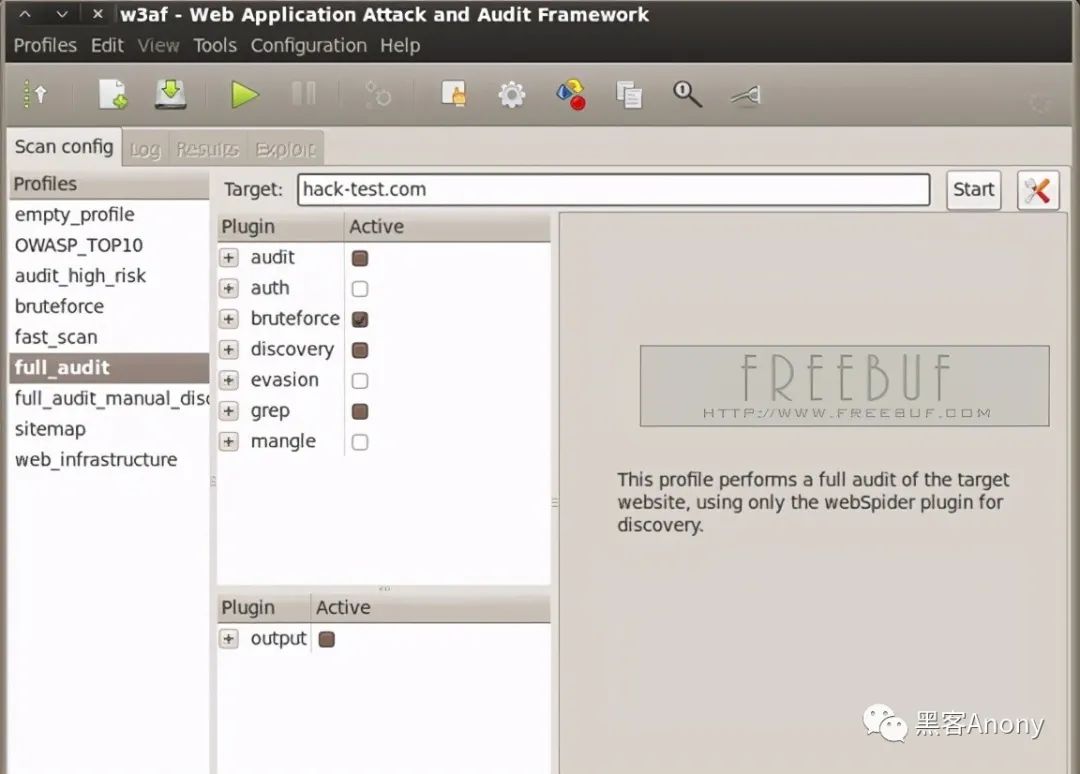 w3af - Web Application Attack and Audit Framework
Profiles Edit View Tools Configuration Help
Scan config Log Results Exploit
Profiles
empty_profile
OWASP_TOP10
audit_high_risk
bruteforce
fast_scan
full_audit
full_audit_manual_disc
sitemap
web_infrastructure
Target: hack-test.com Start
Plugin Active
audit
auth
bruteforce
discovery
evasion
grep
mangle
Plugin Active
output
FREEBUF
HTTP://WWW.FREEBUF.COM
This profile performs a full audit of the target
website, using only the webSpider plugin for
discovery.
黑客Anony